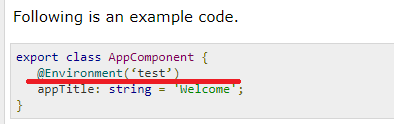 Following is an example code.
export class AppComponent {
@Environment(‘test’)
appTitle: string = 'Welcome';
}